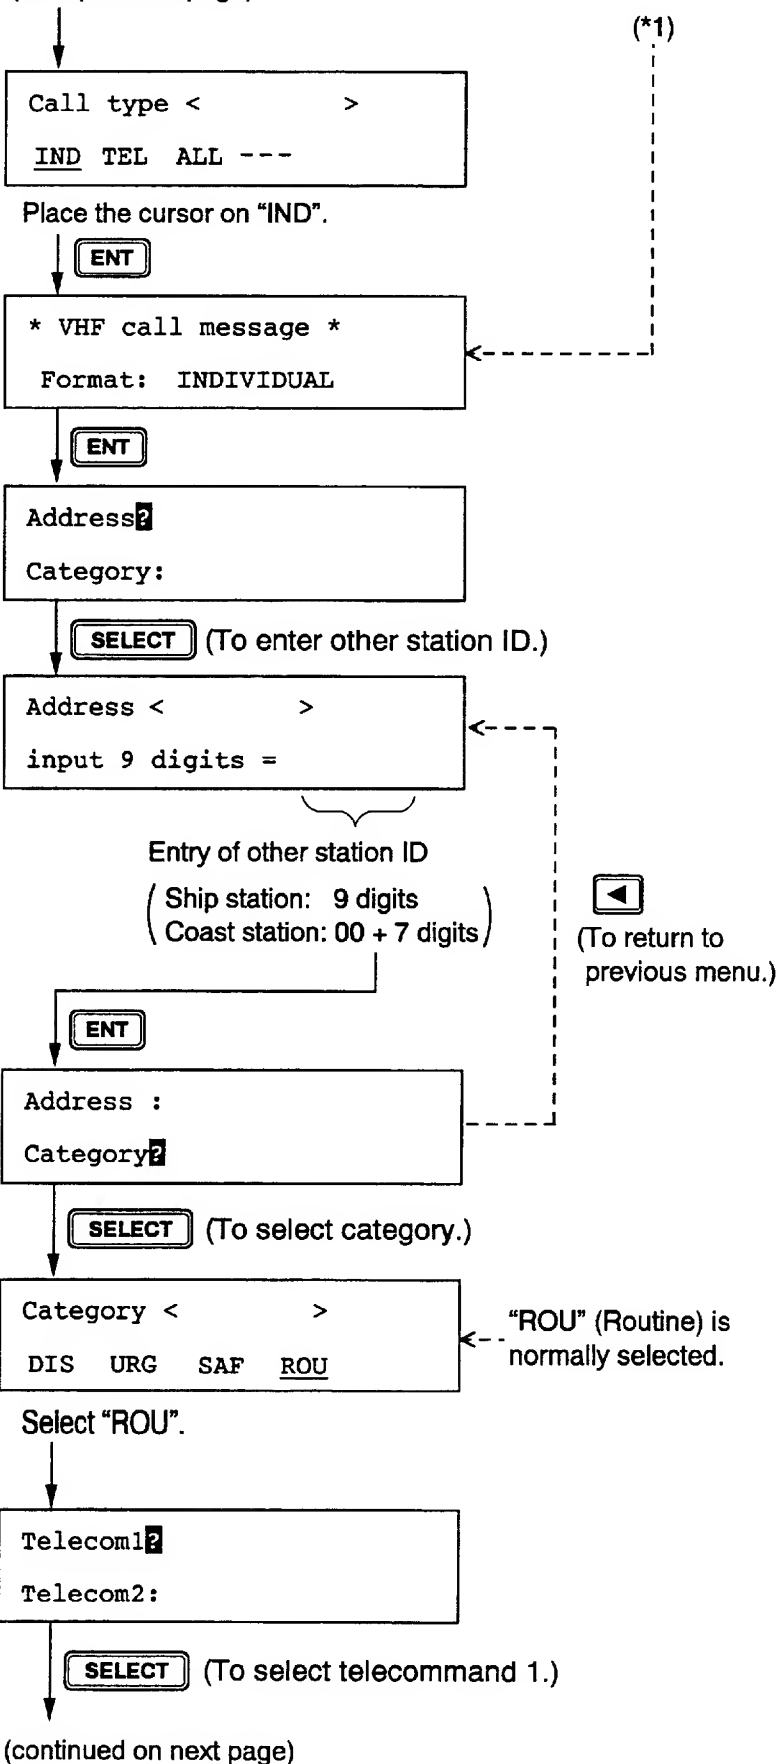 (*1)
Call type < >
IND TEL ALL ---
Place the cursor on “IND”.
ENT
* VHF call message *
Format: INDIVIDUAL
ENT
Address?
Category:
SELECT (To enter other station ID.)
Address < >
input 9 digits =
Entry of other station ID
( Ship station: 9 digits
Coast station: 00 + 7 digits )
◄
(To return to
previous menu.)
ENT
Address :
Category?
SELECT (To select category.)
Category < >
DIS URG SAF ROU
“ROU” (Routine) is
normally selected.
Select “ROU”.
Telecom1?
Telecom2:
SELECT (To select telecommand 1.)
(continued on next page)